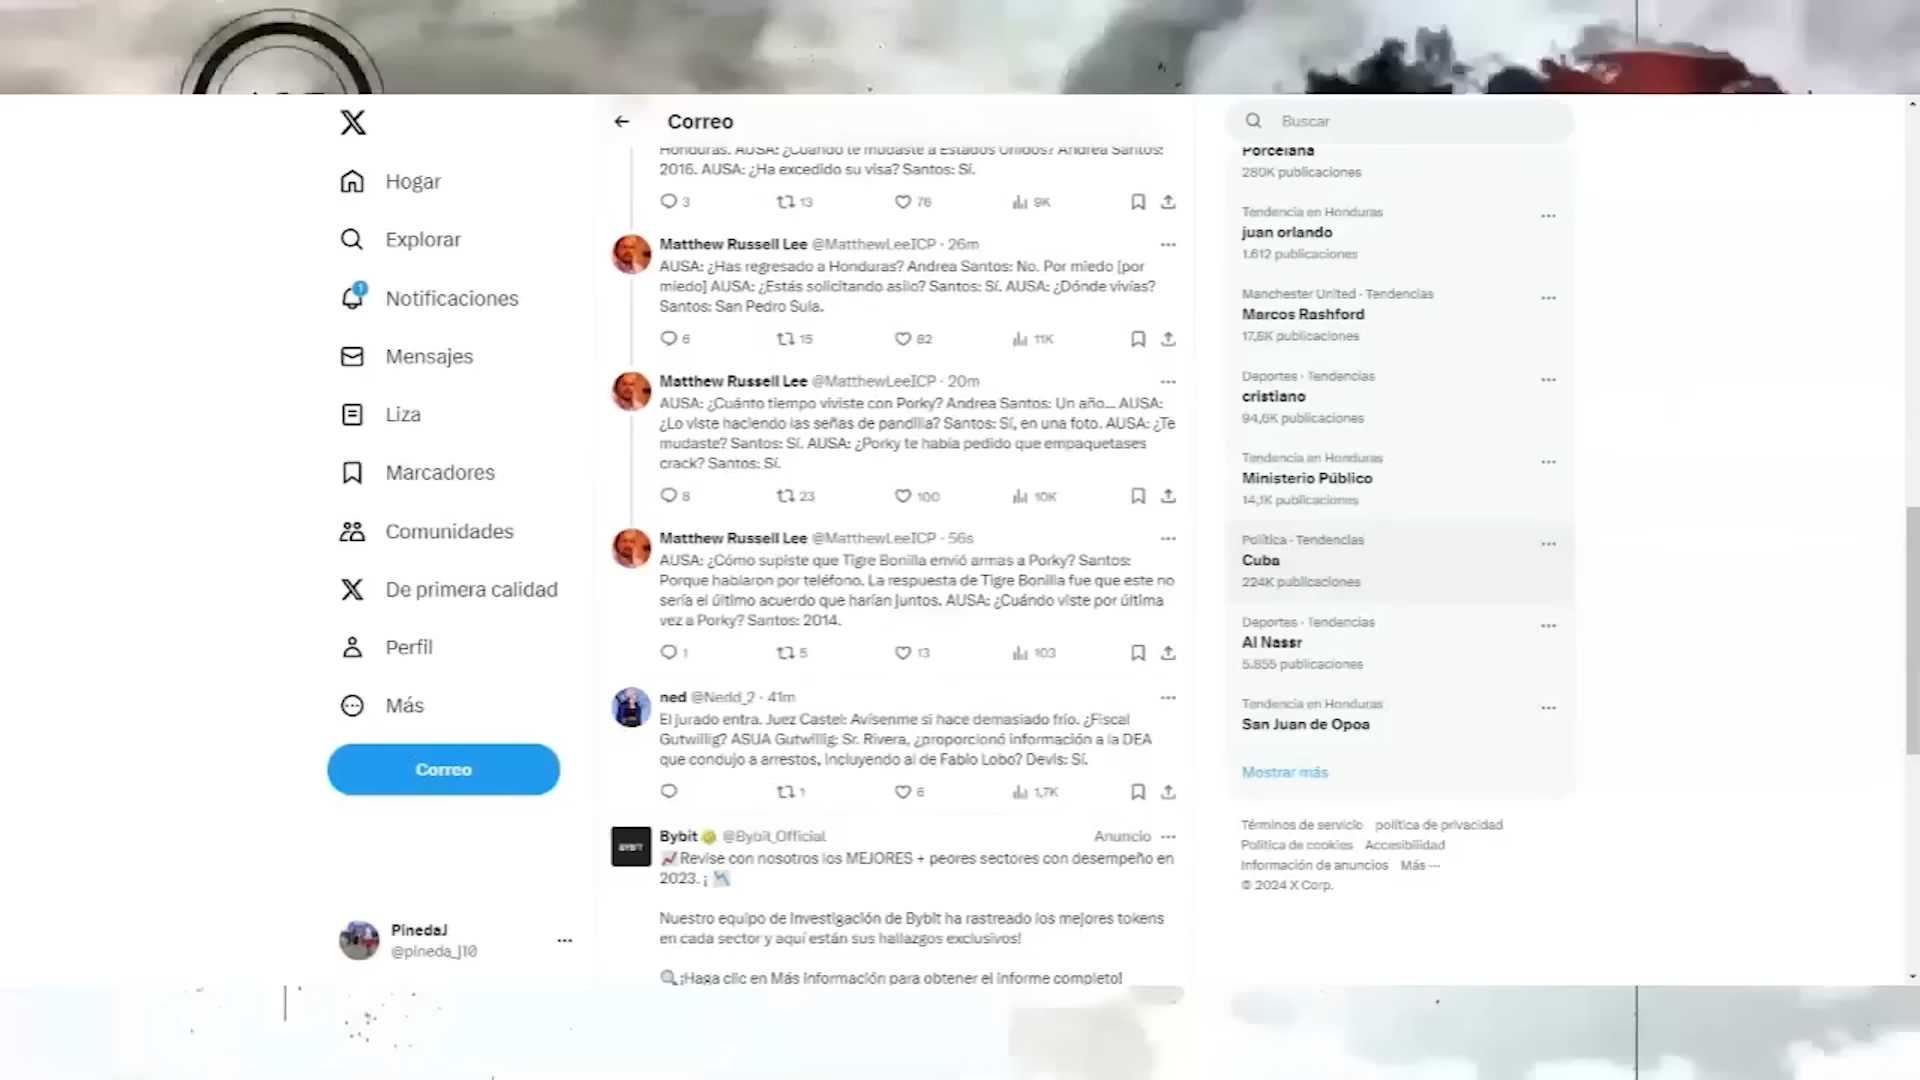 Hogar
Explorar
1
Notificaciones
Mensajes
Liza
Marcadores
Comunidades
De primera calidad
Perfil
Más
Correo
PinedaJ
@pineda_j10
Correo
Honduras. AUSA: ¿Cuándo te mudaste a Estados Unidos? Andrea Santos:
2016. AUSA: ¿Ha excedido su visa? Santos: Sí.
3 13 76 9K
Matthew Russell Lee @MatthewLeeICP · 26m
AUSA: ¿Has regresado a Honduras? Andrea Santos: No. Por miedo [por
miedo] AUSA: ¿Estás solicitando asilo? Santos: Sí. AUSA: ¿Dónde vivías?
Santos: San Pedro Sula.
6 15 82 11K
Matthew Russell Lee @MatthewLeeICP · 20m
AUSA: ¿Cuánto tiempo viviste con Porky? Andrea Santos: Un año... AUSA:
¿Lo viste haciendo las señas de pandilla? Santos: Sí, en una foto. AUSA: ¿Te
mudaste? Santos: Sí. AUSA: ¿Porky te había pedido que empaquetases
crack? Santos: Sí.
8 23 100 10K
Matthew Russell Lee @MatthewLeeICP · 56s
AUSA: ¿Cómo supiste que Tigre Bonilla envió armas a Porky? Santos:
Porque hablaron por teléfono. La respuesta de Tigre Bonilla fue que este no
sería el último acuerdo que harían juntos. AUSA: ¿Cuándo viste por última
vez a Porky? Santos: 2014.
1 5 13 103
ned @Nedd_2 · 41m
El jurado entra. Juez Castel: Avísenme si hace demasiado frío. ¿Fiscal
Gutwillig? ASUA Gutwillig: Sr. Rivera, ¿proporcionó información a la DEA
que condujo a arrestos, incluyendo al de Fabio Lobo? Devis: Sí.
1 6 1,7K
BYBIT
Bybit @Bybit_Official Anuncio
Revise con nosotros los MEJORES + peores sectores con desempeño en
2023. ¡
Nuestro equipo de investigación de Bybit ha rastreado los mejores tokens
en cada sector y aquí están sus hallazgos exclusivos!
¡Haga clic en Más información para obtener el informe completo!
Buscar
Porcelana
280K publicaciones
Tendencia en Honduras
juan orlando
1.612 publicaciones
Manchester United · Tendencias
Marcos Rashford
17,8K publicaciones
Deportes · Tendencias
cristiano
94,6K publicaciones
Tendencia en Honduras
Ministerio Público
14,1K publicaciones
Política · Tendencias
Cuba
224K publicaciones
Deportes · Tendencias
Al Nassr
5.855 publicaciones
Tendencia en Honduras
San Juan de Opoa
Mostrar más
Términos de servicio política de privacidad
Política de cookies Accesibilidad
Información de anuncios Más ···
© 2024 X Corp.